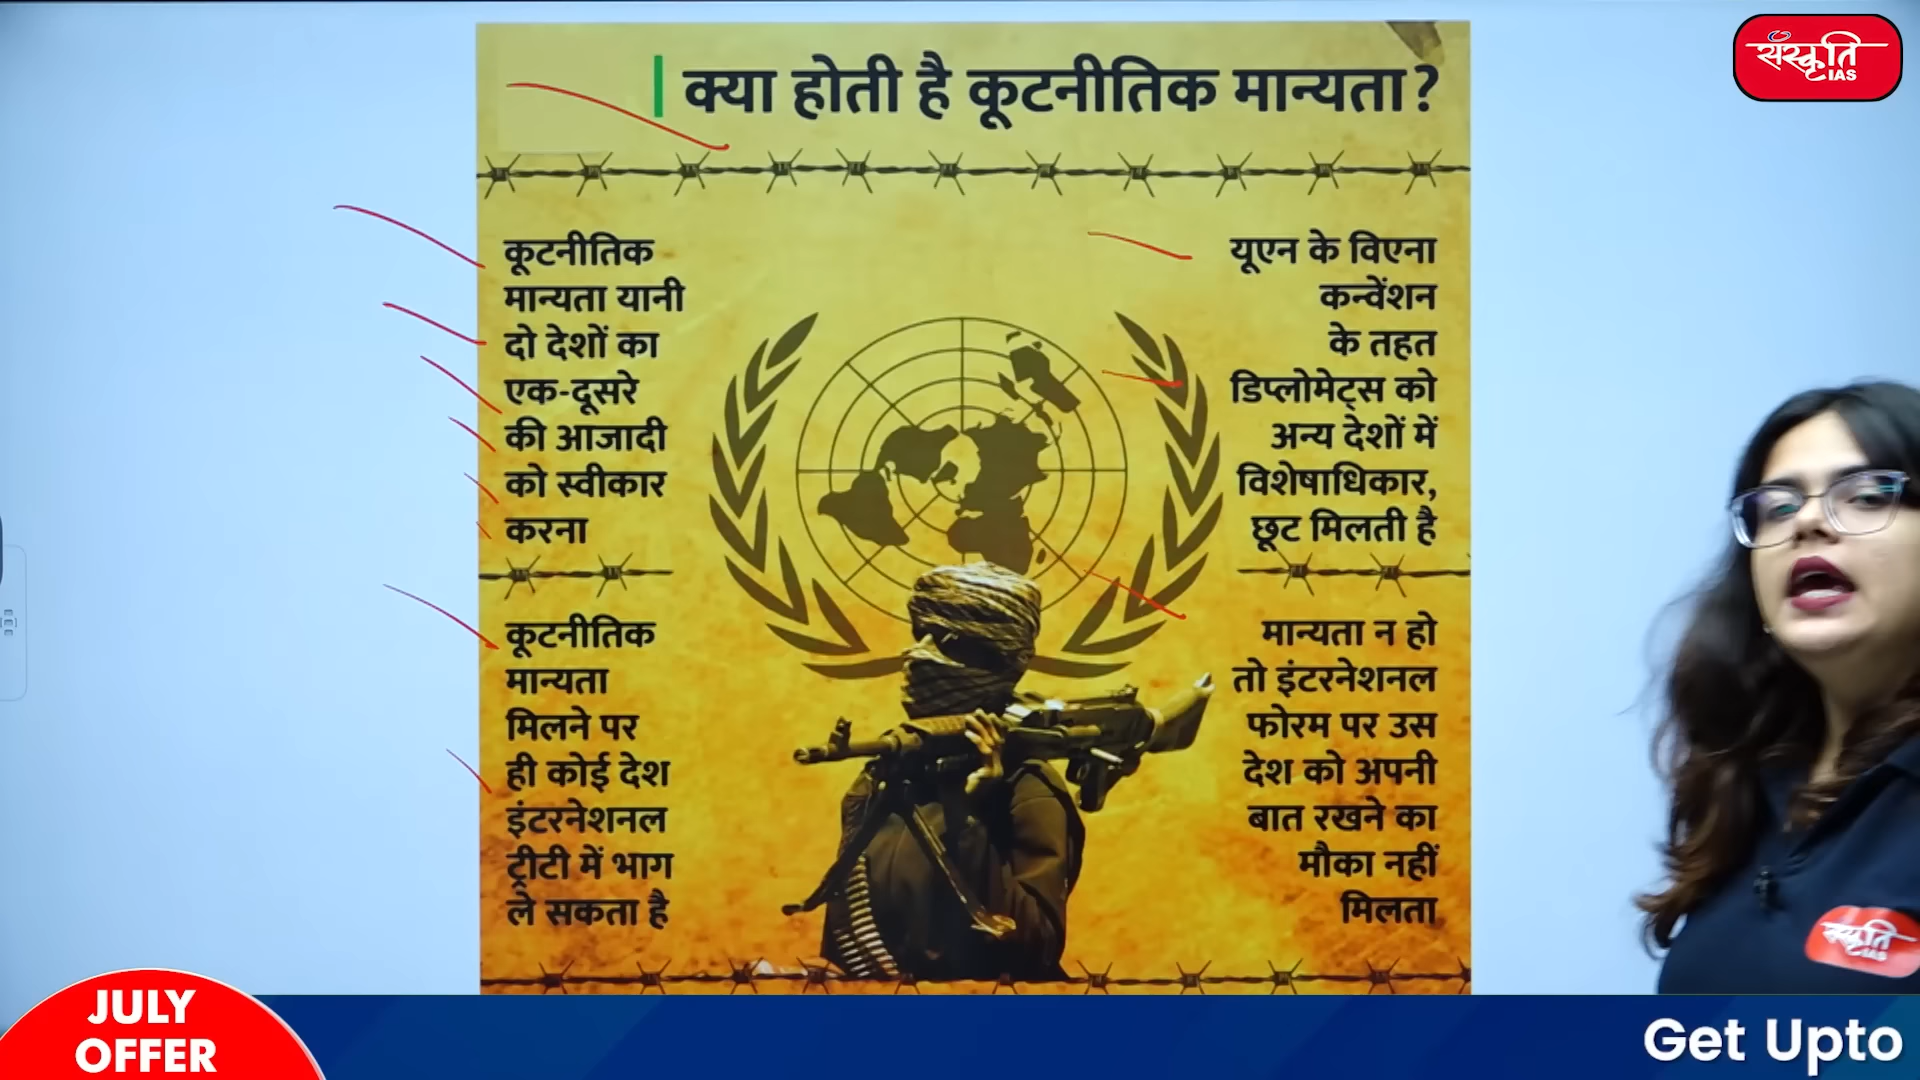 संस्कृति
IAS
क्या होती है कूटनीतिक मान्यता?
कूटनीतिक
मान्यता यानी
दो देशों का
एक-दूसरे
की आजादी
को स्वीकार
करना
यूएन के विएना
कन्वेंशन
के तहत
डिप्लोमेट्स को
अन्य देशों में
विशेषाधिकार,
छूट मिलती है
कूटनीतिक
मान्यता
मिलने पर
ही कोई देश
इंटरनेशनल
ट्रीटी में भाग
ले सकता है
मान्यता न हो
तो इंटरनेशनल
फोरम पर उस
देश को अपनी
बात रखने का
मौका नहीं
मिलता
संस्कृति
IAS
JULY
OFFER
Get Upto